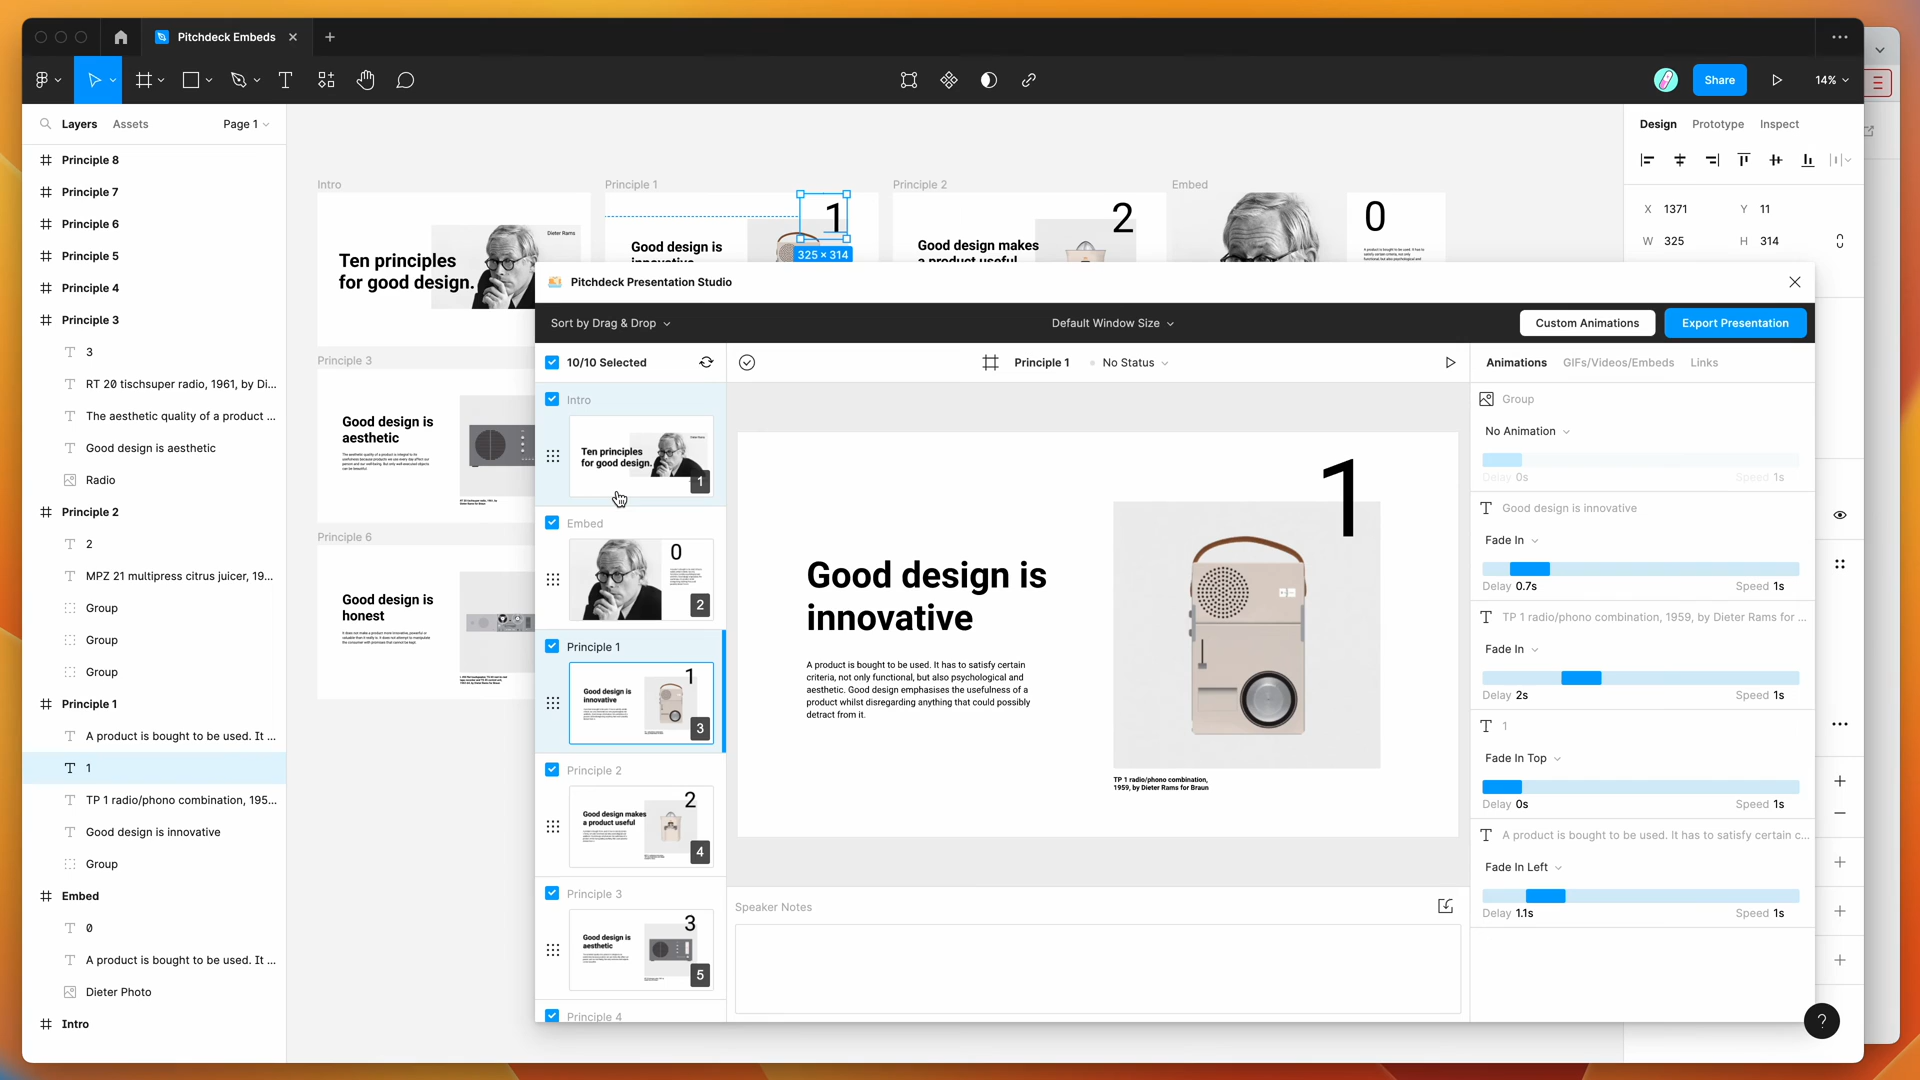 Pitchdeck Embeds
Share
14%
Layers
Assets
Page 1
Principle 8
Principle 7
Principle 6
Principle 5
Principle 4
Principle 3
3
RT 20 tischsuper radio, 1961, by Di...
The aesthetic quality of a product ...
Good design is aesthetic
Radio
Principle 2
2
MPZ 21 multipress citrus juicer, 19...
Group
Group
Group
Principle 1
A product is bought to be used. It ...
1
TP 1 radio/phono combination, 195...
Good design is innovative
Group
Embed
0
A product is bought to be used. It ...
Dieter Photo
Intro
Intro
Dieter Rams
Ten principles
for good design.
Principle 1
1
Good design is
innovative
325 × 314
Principle 2
2
Good design makes
a product useful
Embed
0
Principle 3
Good design is
aesthetic
Principle 6
Good design is
honest
Design
Prototype
Inspect
X 1371
Y 11
W 325
H 314
Pitchdeck Presentation Studio
Sort by Drag & Drop
Default Window Size
Custom Animations
Export Presentation
10/10 Selected
Principle 1
No Status
Intro
Ten principles
for good design.
1
Embed
0
2
Principle 1
1
Good design is
innovative
3
Principle 2
2
Good design makes
a product useful
4
Principle 3
3
Good design is
aesthetic
5
Principle 4
1
Good design is
innovative
A product is bought to be used. It has to satisfy certain
criteria, not only functional, but also psychological and
aesthetic. Good design emphasises the usefulness of a
product whilst disregarding anything that could possibly
detract from it.
TP 1 radio/phono combination,
1959, by Dieter Rams for Braun
Speaker Notes
Animations
GIFs/Videos/Embeds
Links
Group
No Animation
Delay 0s
Speed 1s
Good design is innovative
Fade In
Delay 0.7s
Speed 1s
TP 1 radio/phono combination, 1959, by Dieter Rams for ...
Fade In
Delay 2s
Speed 1s
1
Fade In Top
Delay 0s
Speed 1s
A product is bought to be used. It has to satisfy certain c...
Fade In Left
Delay 1.1s
Speed 1s
?